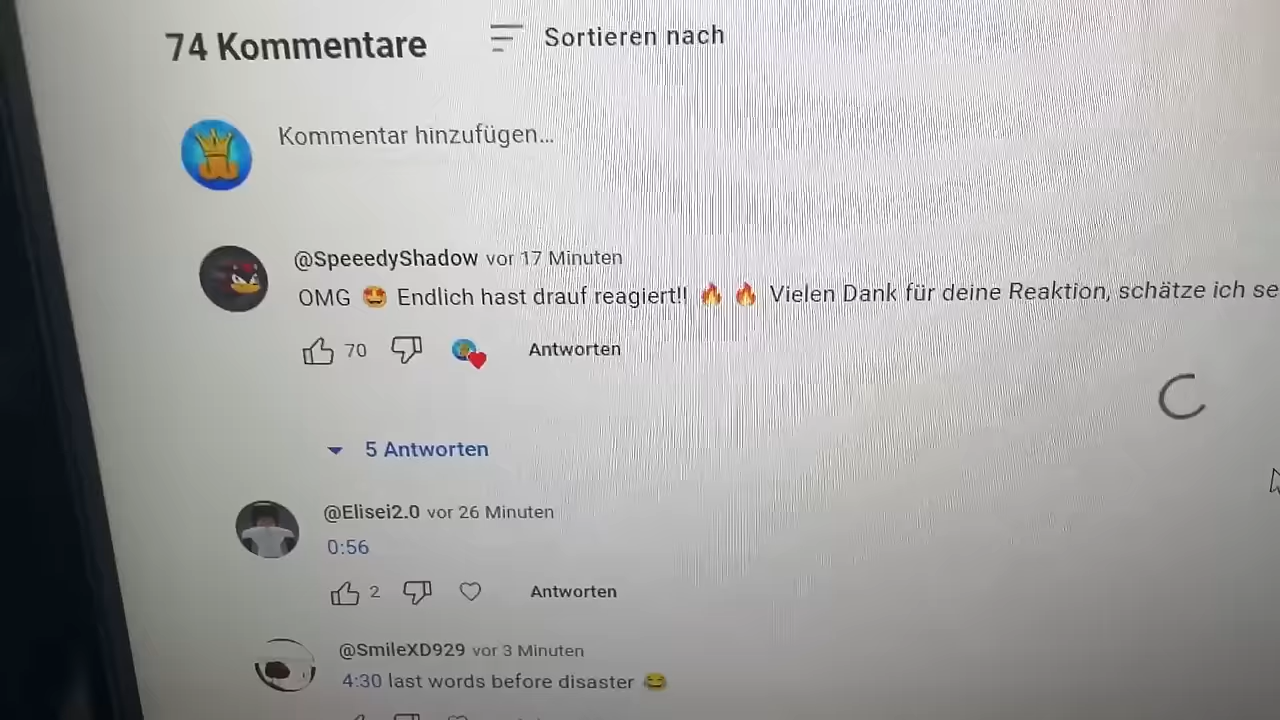 74 Kommentare
Sortieren nach
Kommentar hinzufügen...
@SpeeedyShadow vor 17 Minuten
OMG 🤩 Endlich hast drauf reagiert!! 🔥 🔥 Vielen Dank für deine Reaktion, schätze ich se
70 Antworten
5 Antworten
@Elisei2.0 vor 26 Minuten
0:56
2 Antworten
@SmileXD929 vor 3 Minuten
4:30 last words before disaster 😂